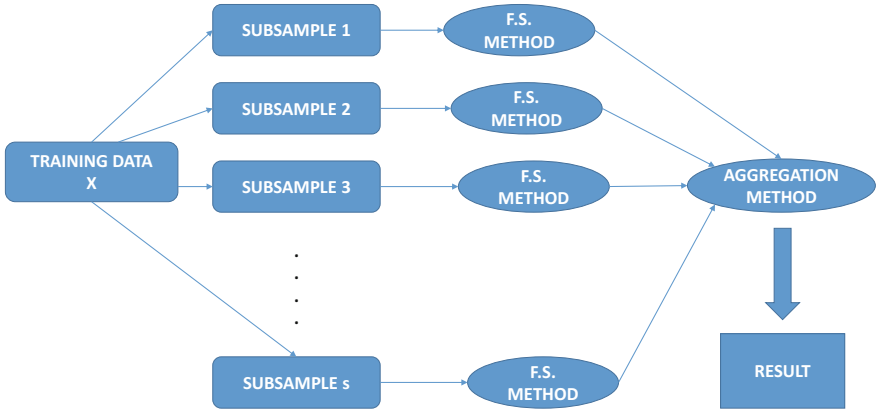 SUBSAMPLE 1
F.S.
METHOD
SUBSAMPLE 2
F.S.
METHOD
TRAINING DATA
X
SUBSAMPLE 3
F.S.
METHOD
AGGREGATION
METHOD
SUBSAMPLE s
F.S.
METHOD
RESULT